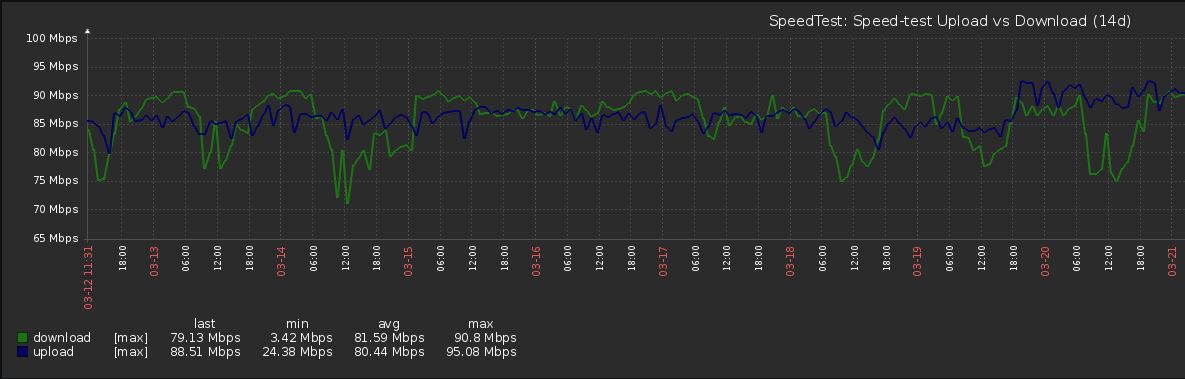 SpeedTest: Speed-test Upload vs Download (14d)
100 Mbps
95 Mbps
90 Mbps
85 Mbps
80 Mbps
75 Mbps
70 Mbps
65 Mbps
03-12 11:31 18:00 03-13 06:00 12:00 18:00 03-14 06:00 12:00 18:00 03-15 06:00 12:00 18:00 03-16 06:00 12:00 18:00 03-17 06:00 12:00 18:00 03-18 06:00 12:00 18:00 03-19 06:00 12:00 18:00 03-20 06:00 12:00 18:00 03-21
last min avg max
download [max] 79.13 Mbps 3.42 Mbps 81.59 Mbps 90.8 Mbps
upload [max] 88.51 Mbps 24.38 Mbps 80.44 Mbps 95.08 Mbps